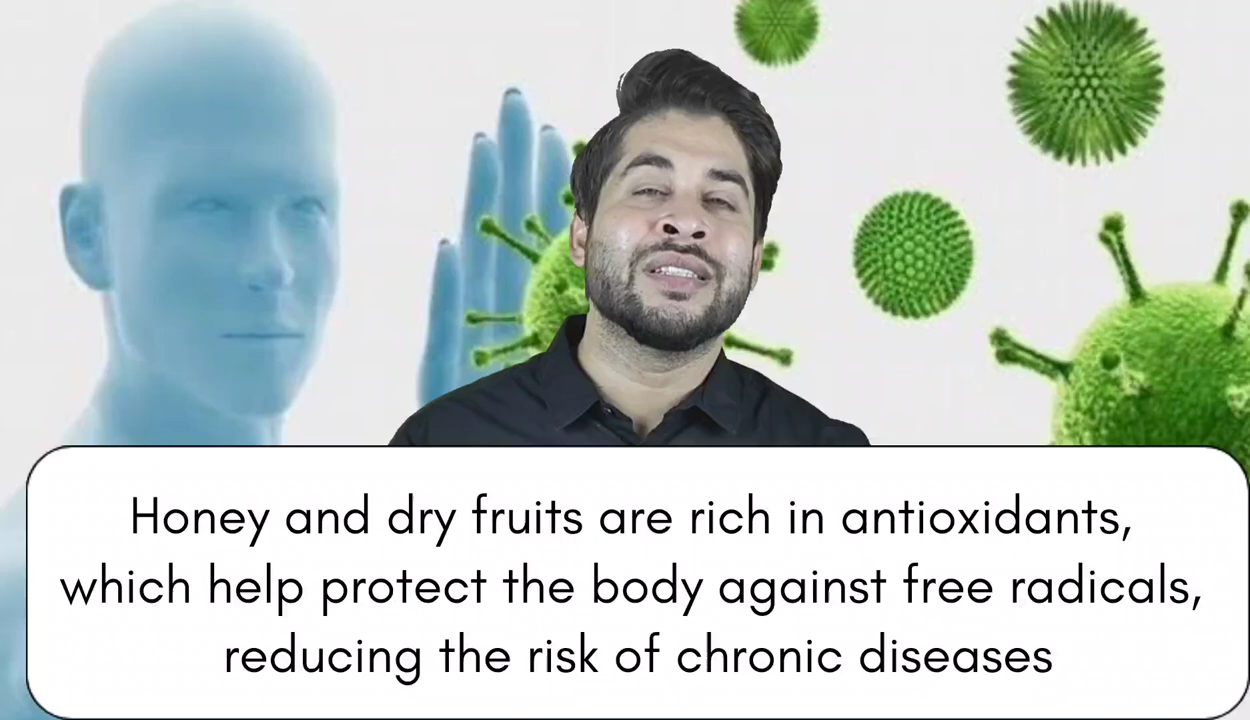 Honey and dry fruits are rich in antioxidants,
which help protect the body against free radicals,
reducing the risk of chronic diseases